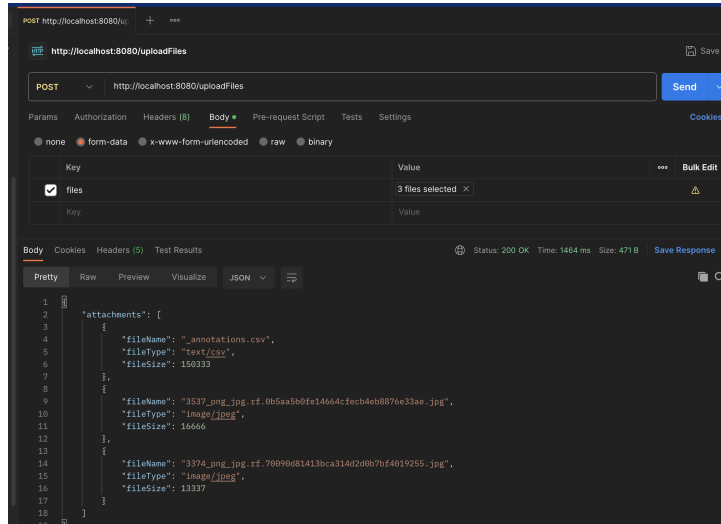 POST http://localhost:8080/up
http://localhost:8080/uploadFiles
Save
POST http://localhost:8080/uploadFiles
Send
Params Authorization Headers (8) Body Pre-request Script Tests Settings
Cookies
none form-data x-www-form-urlencoded raw binary
Key Value Bulk Edit
files 3 files selected
Key Value
Body Cookies Headers (5) Test Results
Status: 200 OK Time: 1464 ms Size: 471 B Save Response
Pretty Raw Preview Visualize JSON
1 {
2 "attachments": [
3 {
4 "fileName": "_annotations.csv",
5 "fileType": "text/csv",
6 "fileSize": 150333
7 },
8 {
9 "fileName": "3537_png_jpg.rf.0b5aa5b0fe14664cfecb4eb8876e33ae.jpg",
10 "fileType": "image/jpeg",
11 "fileSize": 16666
12 },
13 {
14 "fileName": "3374_png_jpg.rf.70090d81413bca314d2d0b7bf4019255.jpg",
15 "fileType": "image/jpeg",
16 "fileSize": 13337
17 }
18 ]